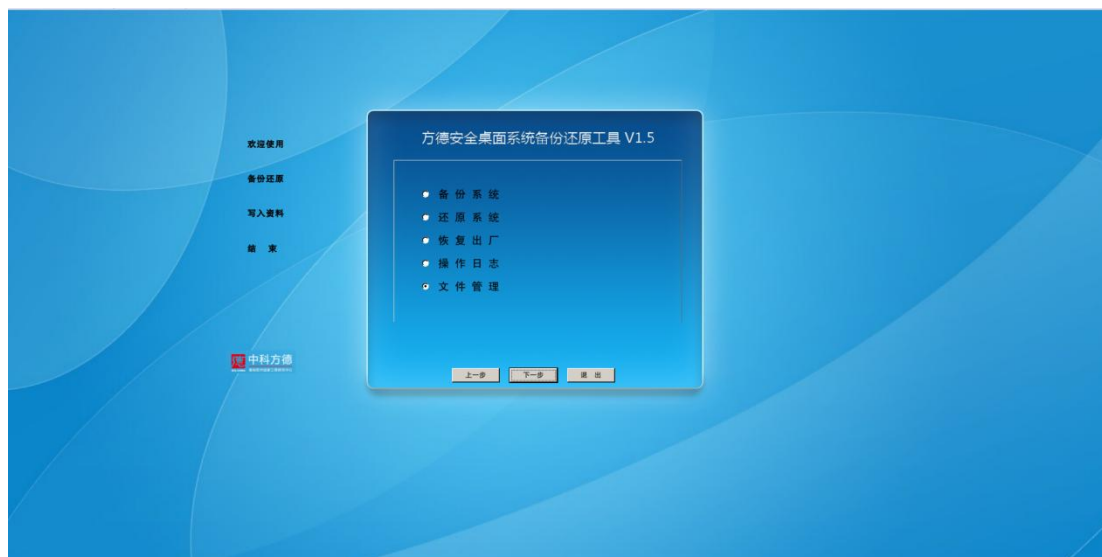 欢迎使用
备份还原
写入资料
结 束
中科方德
方德安全桌面系统备份还原工具 V1.5
备 份 系 统
还 原 系 统
恢 复 出 厂
操 作 日 志
文 件 管 理
上一步 下一步 退 出